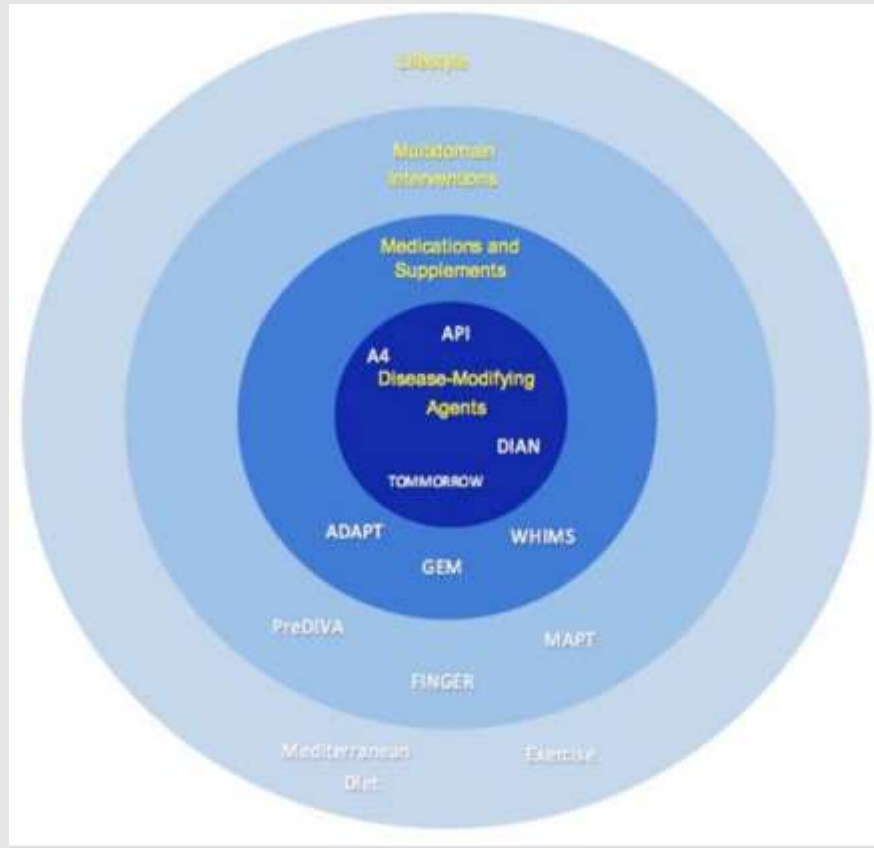 Lifestyle
Multidomain
Interventions
Medications and
Supplements
API
A4
Disease-Modifying
Agents
DIAN
TOMMORROW
ADAPT
WHIMS
GEM
PreDIVA
MAPT
FINGER
Mediterranean
Diet
Exercise